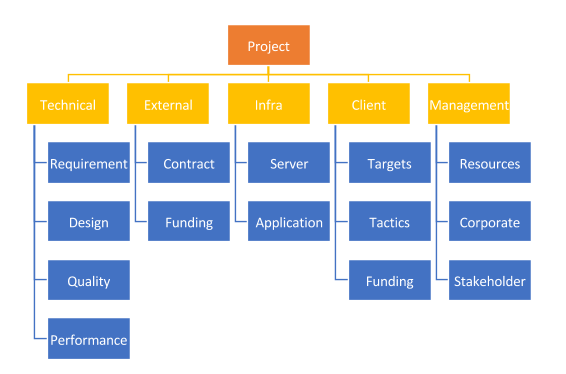 Project
Technical
External
Infra
Client
Management
Requirement
Contract
Server
Targets
Resources
Design
Funding
Application
Tactics
Corporate
Quality
Funding
Stakeholder
Performance